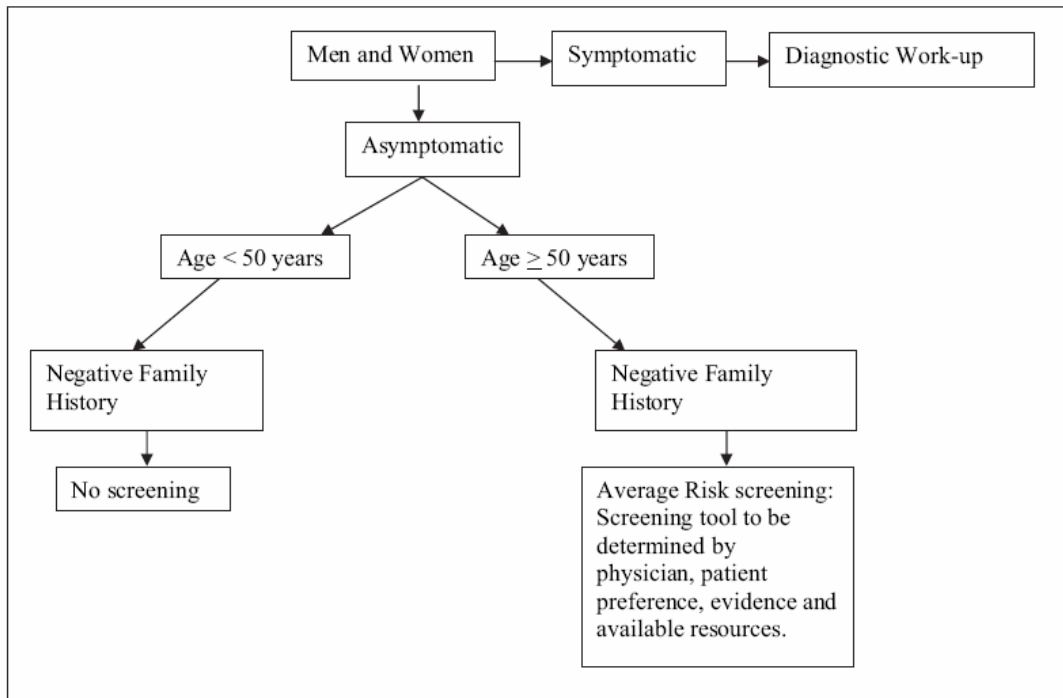 Men and Women
Symptomatic
Diagnostic Work-up
Asymptomatic
Age < 50 years
Age ≥ 50 years
Negative Family
History
Negative Family
History
No screening
Average Risk screening:
Screening tool to be
determined by
physician, patient
preference, evidence and
available resources.